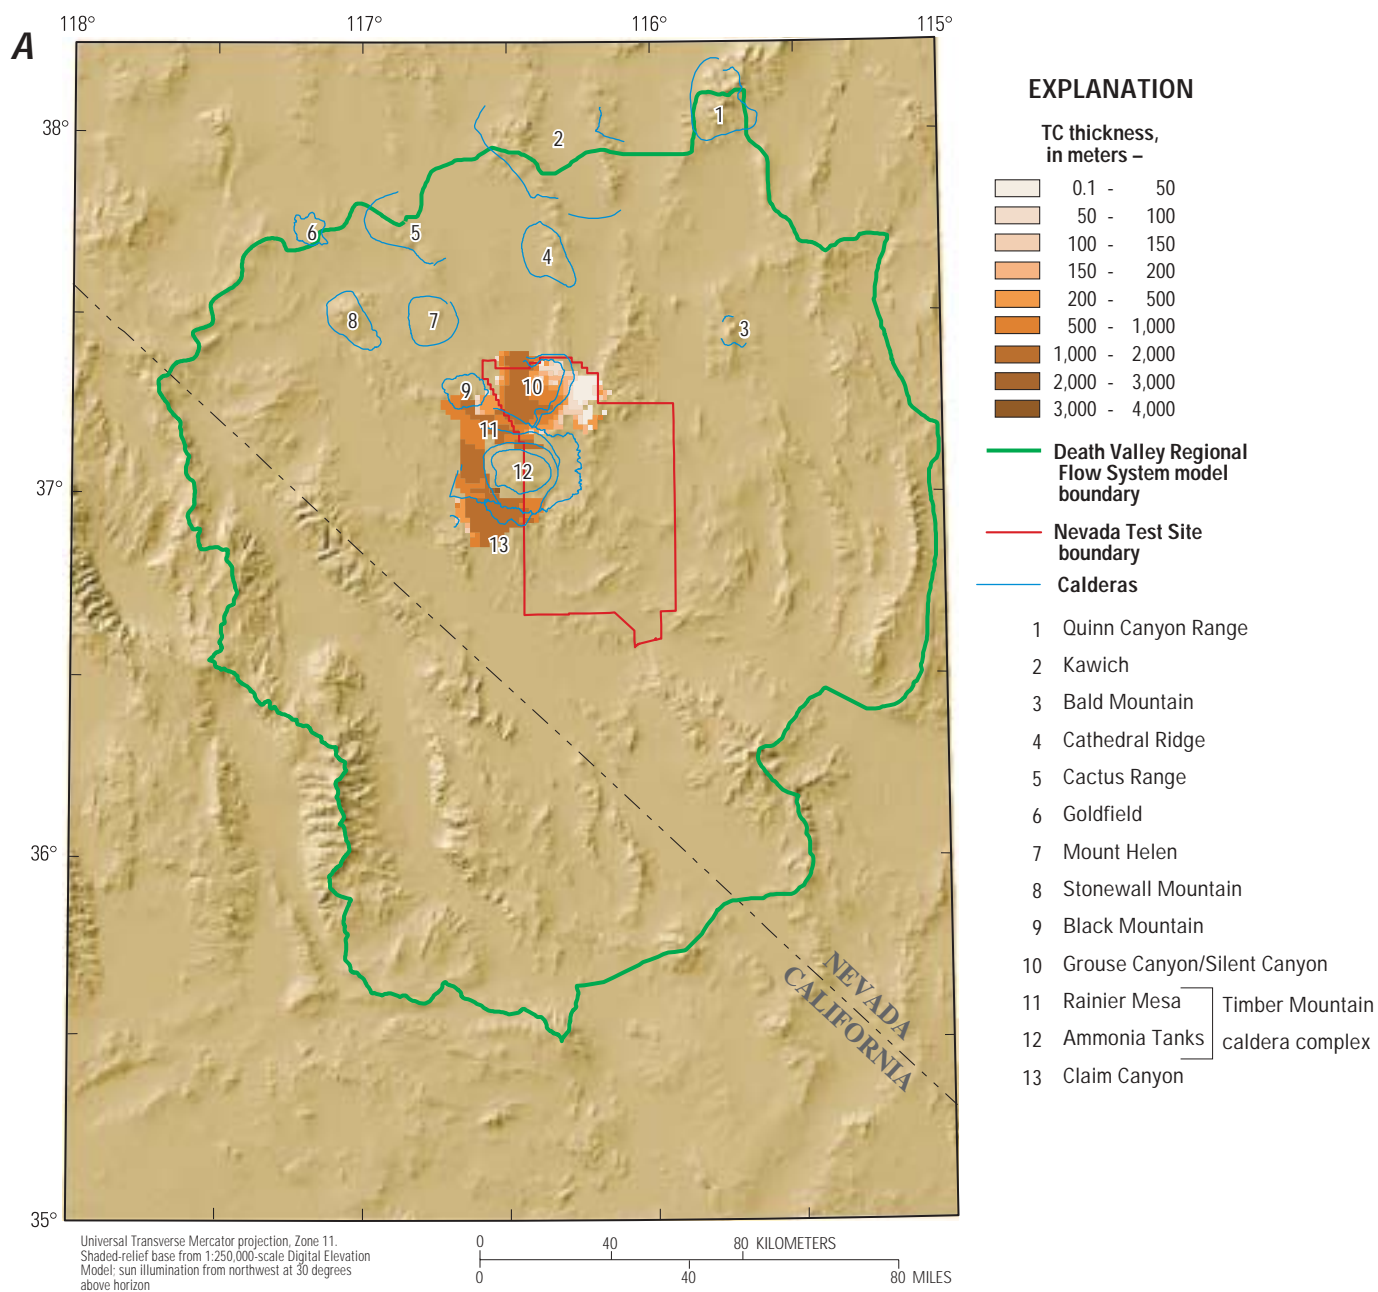 A
118°
117°
116°
115°
38°
37°
36°
35°
1
2
3
4
5
6
7
8
9
10
11
12
13
NEVADA
CALIFORNIA
EXPLANATION
TC thickness,
in meters –
0.1 - 50
50 - 100
100 - 150
150 - 200
200 - 500
500 - 1,000
1,000 - 2,000
2,000 - 3,000
3,000 - 4,000
Death Valley Regional
Flow System model
boundary
Nevada Test Site
boundary
Calderas
1 Quinn Canyon Range
2 Kawich
3 Bald Mountain
4 Cathedral Ridge
5 Cactus Range
6 Goldfield
7 Mount Helen
8 Stonewall Mountain
9 Black Mountain
10 Grouse Canyon/Silent Canyon
11 Rainier Mesa
12 Ammonia Tanks
Timber Mountain
caldera complex
13 Claim Canyon
Universal Transverse Mercator projection, Zone 11.
Shaded-relief base from 1:250,000-scale Digital Elevation
Model; sun illumination from northwest at 30 degrees
above horizon
0 40 80 KILOMETERS
0 40 80 MILES